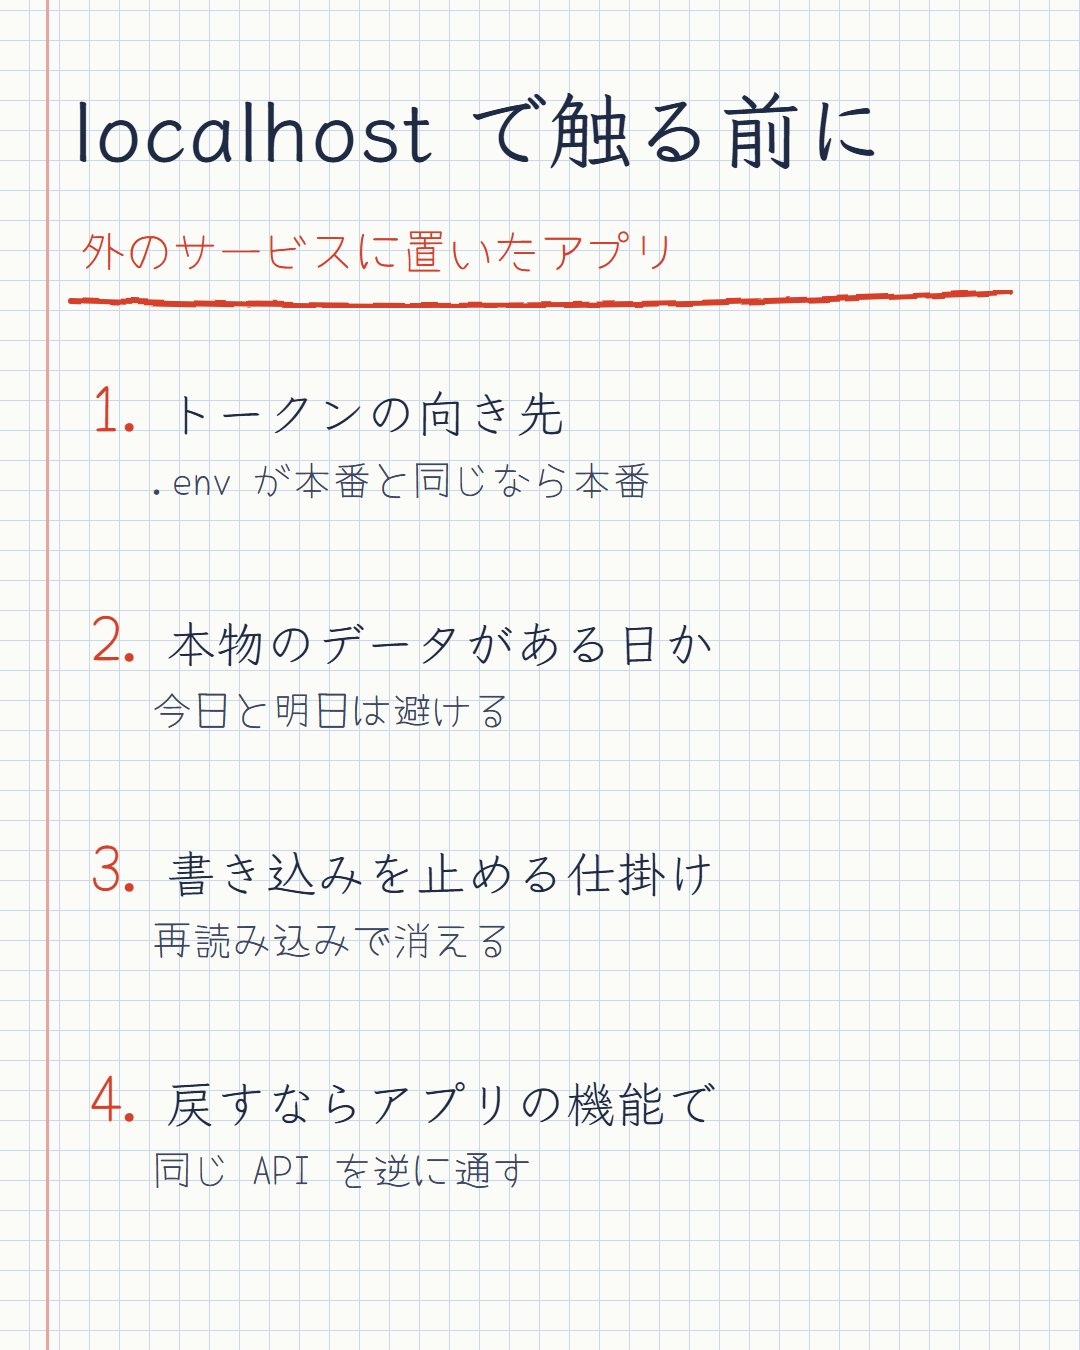 localhost で触る前に
外のサービスに置いたアプリ
1. トークンの向き先
.env が本番と同じなら本番
2. 本物のデータがある日か
今日と明日は避ける
3. 書き込みを止める仕掛け
再読み込みで消える
4. 戻すならアプリの機能で
同じ API を逆に通す